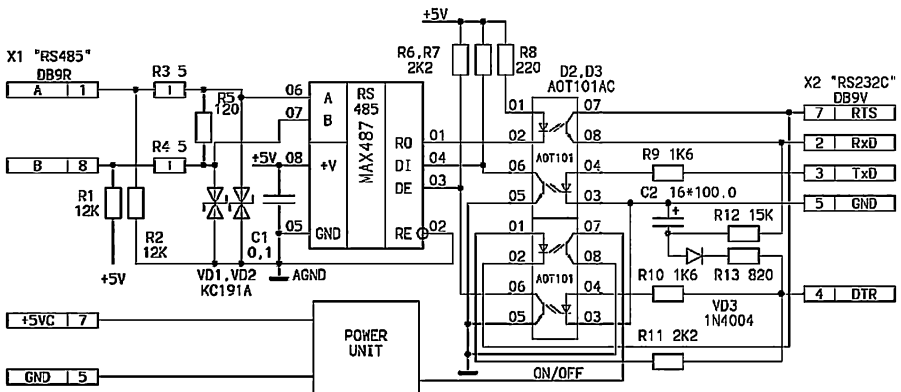 +5V
X1 "RS485"
DB9R
A 1
B 8
R3 5
R5
120
R4 5
R1
12K
R2
12K
+5V
VD1,VD2
KC191A
C1
0,1
+5V
AGND
06
07
08
05
A
B
+V
GND
RS
485
MAX487
RO
DI
DE
RE
01
04
03
02
R6,R7
2K2
R8
220
D2,D3
AOT101AC
01 07
02 08
AOT101
06 04
05 03
01 07
02 08
AOT101
06 04
05 03
X2 "RS232C"
DB9V
7 RTS
2 RxD
3 TxD
5 GND
4 DTR
R9 1K6
C2 16*100.0
+
R12 15K
R10 1K6
R13 820
VD3
1N4004
R11 2K2
ON/OFF
+5VC 7
GND 5
POWER
UNIT